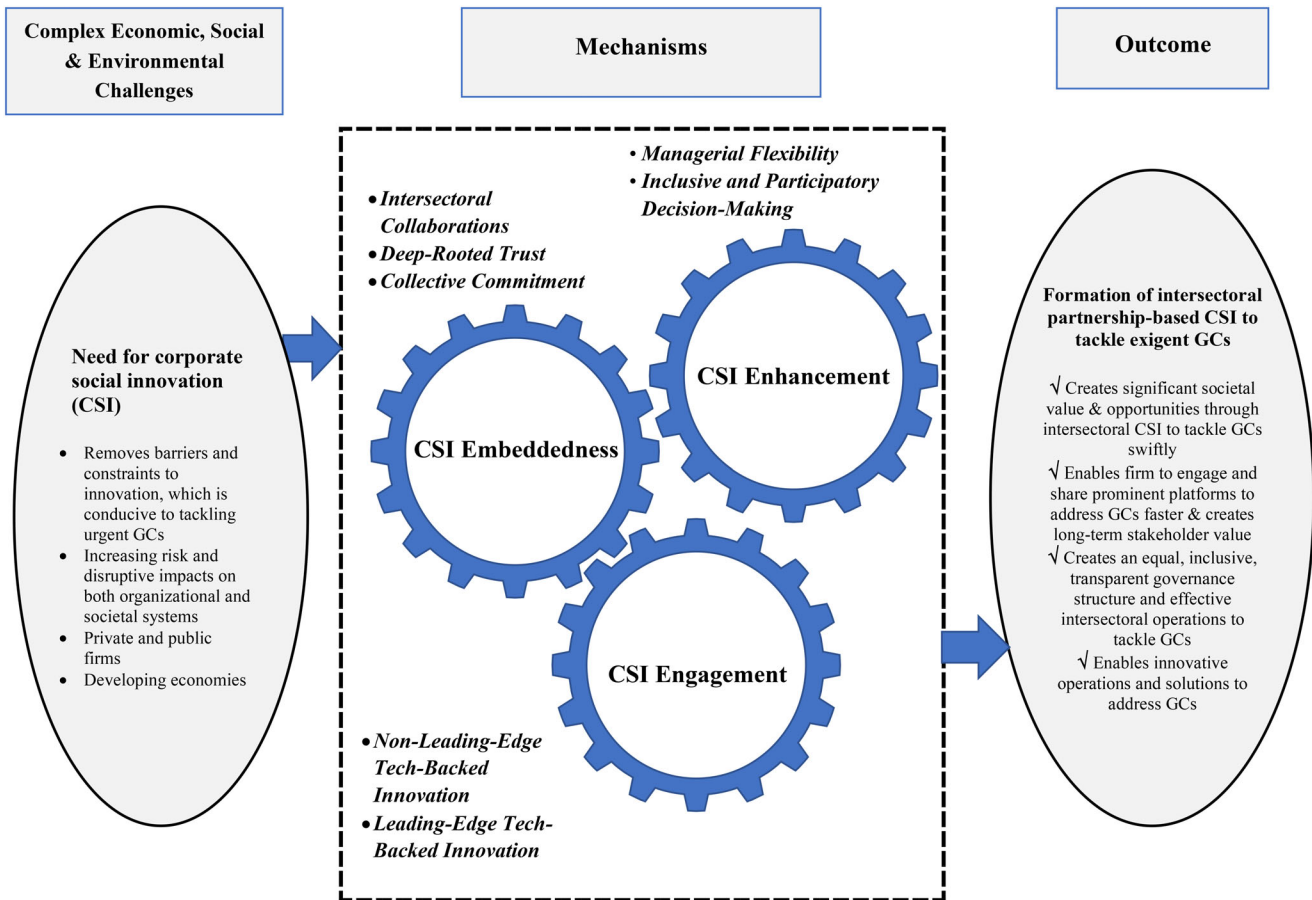 Complex Economic, Social
& Environmental
Challenges
Mechanisms
Outcome
Need for corporate
social innovation
(CSI)
• Removes barriers and
constraints to
innovation, which is
conducive to tackling
urgent GCs
• Increasing risk and
disruptive impacts on
both organizational and
societal systems
• Private and public
firms
• Developing economies
• Intersectoral
Collaborations
• Deep-Rooted Trust
• Collective Commitment
• Managerial Flexibility
• Inclusive and Participatory
Decision-Making
CSI Embeddedness
CSI Enhancement
CSI Engagement
• Non-Leading-Edge
Tech-Backed
Innovation
• Leading-Edge Tech-
Backed Innovation
Formation of intersectoral
partnership-based CSI to
tackle exigent GCs
√ Creates significant societal
value & opportunities through
intersectoral CSI to tackle GCs
swiftly
√ Enables firm to engage and
share prominent platforms to
address GCs faster & creates
long-term stakeholder value
√ Creates an equal, inclusive,
transparent governance
structure and effective
intersectoral operations to
tackle GCs
√ Enables innovative
operations and solutions to
address GCs